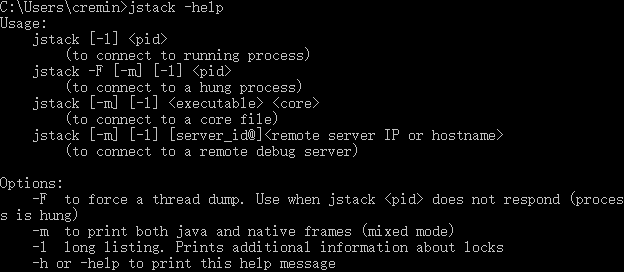 C:\Users\cremin>jstack -help
Usage:
    jstack [-l] <pid>
        (to connect to running process)
    jstack -F [-m] [-l] <pid>
        (to connect to a hung process)
    jstack [-m] [-l] <executable> <core>
        (to connect to a core file)
    jstack [-m] [-l] [server_id@]<remote server IP or hostname>
        (to connect to a remote debug server)

Options:
    -F  to force a thread dump. Use when jstack <pid> does not respond (proces
s is hung)
    -m  to print both java and native frames (mixed mode)
    -l  long listing. Prints additional information about locks
    -h or -help to print this help message